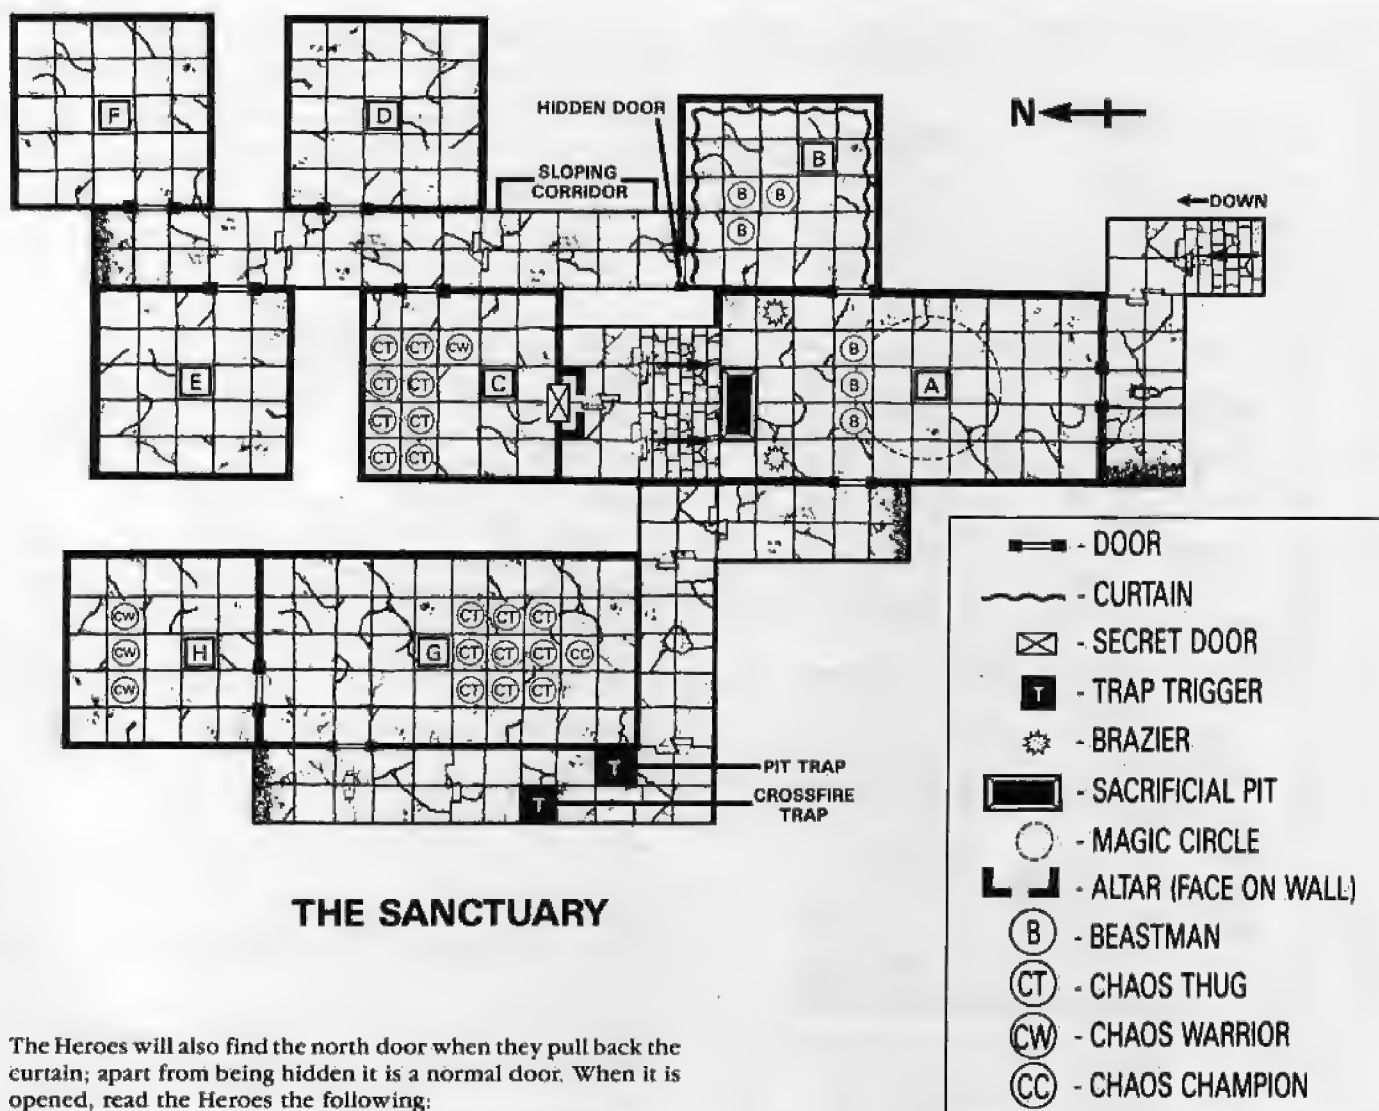 F
D
HIDDEN DOOR
N
B
SLOPING
CORRIDOR
B B
B
DOWN
CT CT CW
B
E
CT CT
C
B
A
CT CT
B
CT CT
CW
CT CT CT
CW
H
G
CT CT CT CC
CW
CT CT CT
T
PIT TRAP
T
CROSSFIRE
TRAP
THE SANCTUARY
- DOOR
- CURTAIN
- SECRET DOOR
T - TRAP TRIGGER
- BRAZIER
- SACRIFICIAL PIT
- MAGIC CIRCLE
- ALTAR (FACE ON WALL)
B - BEASTMAN
CT - CHAOS THUG
CW - CHAOS WARRIOR
CC - CHAOS CHAMPION
The Heroes will also find the north door when they pull back the
curtain; apart from being hidden it is a normal door. When it is
opened, read the Heroes the following: